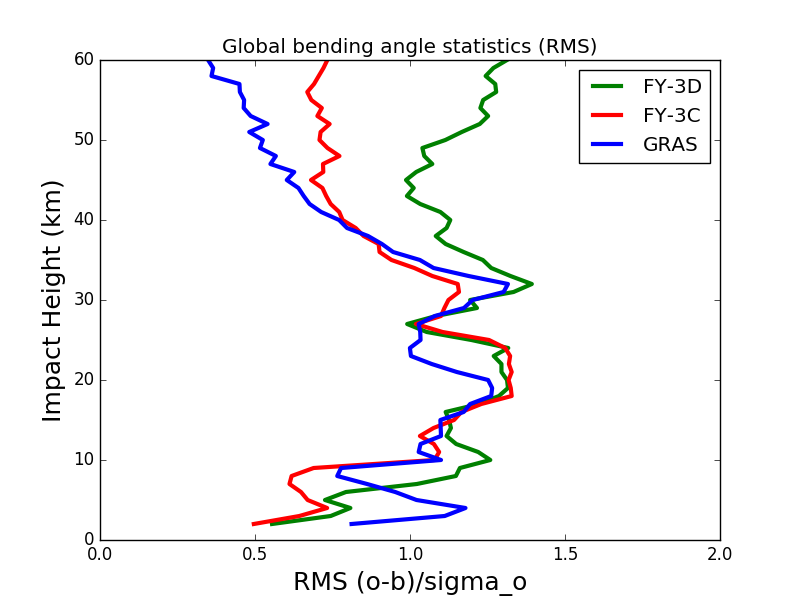 Global bending angle statistics (RMS)
60
50
40
30
20
10
0
Impact Height (km)
FY-3D
FY-3C
GRAS
0.0
0.5
1.0
1.5
2.0
RMS (o-b)/sigma_o